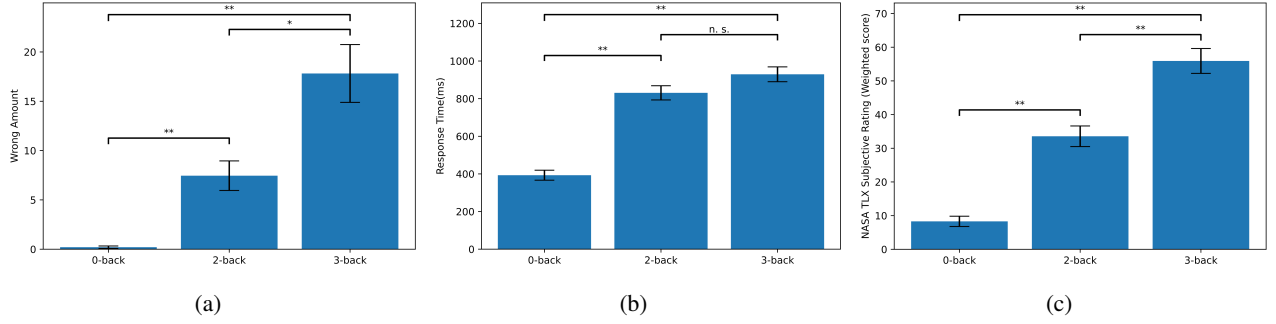 **
*
**
20
15
10
5
0
Wrong Amount
0-back
2-back
3-back
(a)
**
n. s.
**
1200
1000
800
600
400
200
0
Response Time(ms)
0-back
2-back
3-back
(b)
**
**
**
70
60
50
40
30
20
10
0
NASA TLX Subjective Rating (Weighted score)
0-back
2-back
3-back
(c)